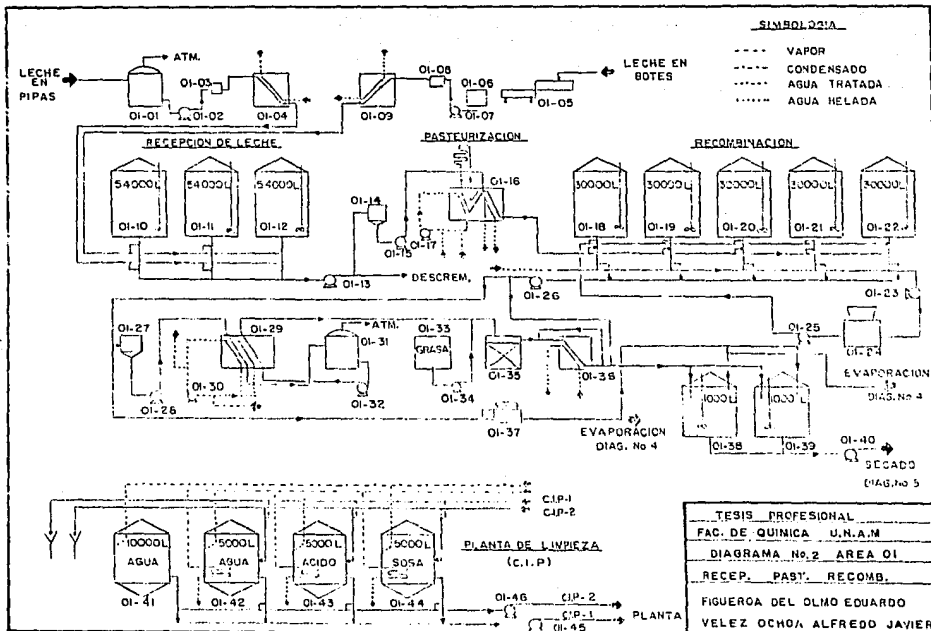 SIMBOLOGIA
VAPOR
CONDENSADO
AGUA TRATADA
AGUA HELADA
LECHE EN PIPAS
ATM.
01-01
01-02
01-03
01-04
01-09
01-08
01-06
01-07
01-05
LECHE EN BOTES
RECEPCION DE LECHE
PASTEURIZACION
RECOMBINACION
54000L
54000L
54000L
01-10
01-11
01-12
01-13
01-14
01-15
01-16
01-17
DESCREM.
30000L
30000L
30000L
30000L
30000L
01-18
01-19
01-20
01-21
01-22
01-23
01-24
01-25
01-26
01-27
01-28
01-29
01-30
ATM.
01-31
01-32
01-33
GRASA
01-34
01-35
01-36
01-37
EVAPORACION
DIAG. No 4
1000L
1000L
01-38
01-39
EVAPORACION
DIAG. No 4
01-40
SECADO
DIAG. No 5
C.I.P-1
C.I.P-2
10000L
AGUA
01-41
5000L
AGUA
01-42
5000L
ACIDO
01-43
5000L
SOSA
01-44
PLANTA DE LIMPIEZA
(C.I.P)
01-46
C.I.P-2
C.I.P-1
01-45
PLANTA
TESIS PROFESIONAL
FAC. DE QUIMICA U.N.A.M
DIAGRAMA No. 2 AREA 01
RECEP. PAST. RECOMB.
FIGUEROA DEL OLMO EDUARDO
VELEZ OCHOA ALFREDO JAVIER